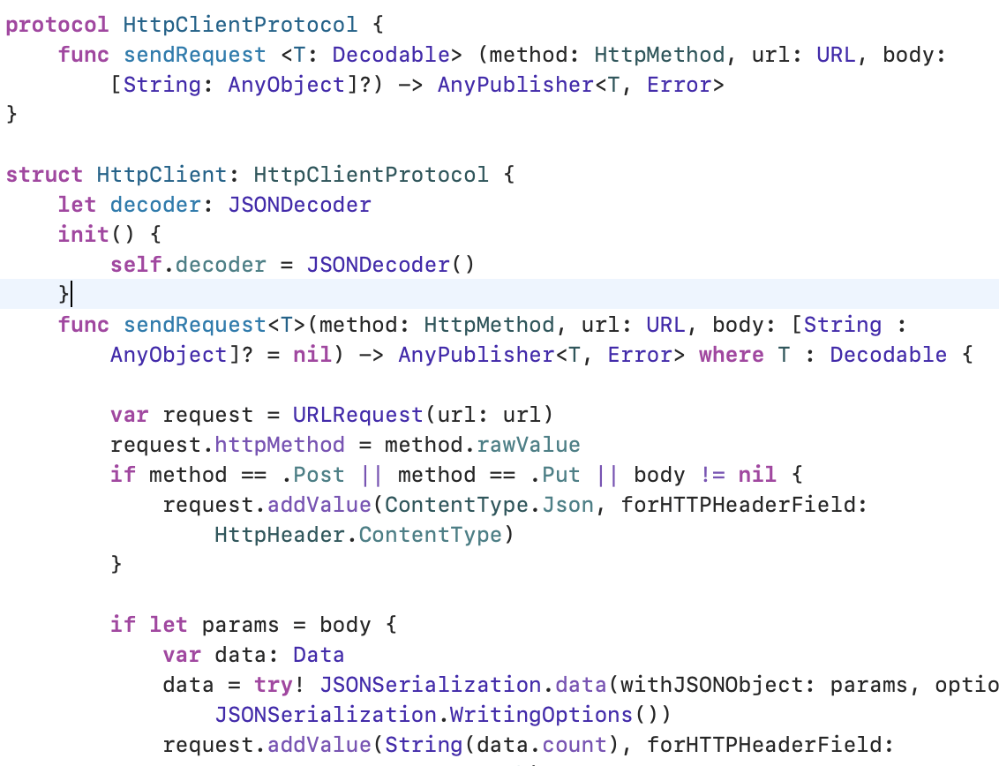 protocol HttpClientProtocol {
    func sendRequest <T: Decodable> (method: HttpMethod, url: URL, body:
        [String: AnyObject]?) -> AnyPublisher<T, Error>
}

struct HttpClient: HttpClientProtocol {
    let decoder: JSONDecoder
    init() {
        self.decoder = JSONDecoder()
    }
    func sendRequest<T>(method: HttpMethod, url: URL, body: [String :
        AnyObject]? = nil) -> AnyPublisher<T, Error> where T : Decodable {

        var request = URLRequest(url: url)
        request.httpMethod = method.rawValue
        if method == .Post || method == .Put || body != nil {
            request.addValue(ContentType.Json, forHTTPHeaderField:
                HttpHeader.ContentType)
        }

        if let params = body {
            var data: Data
            data = try! JSONSerialization.data(withJSONObject: params, optio
                JSONSerialization.WritingOptions())
            request.addValue(String(data.count), forHTTPHeaderField: